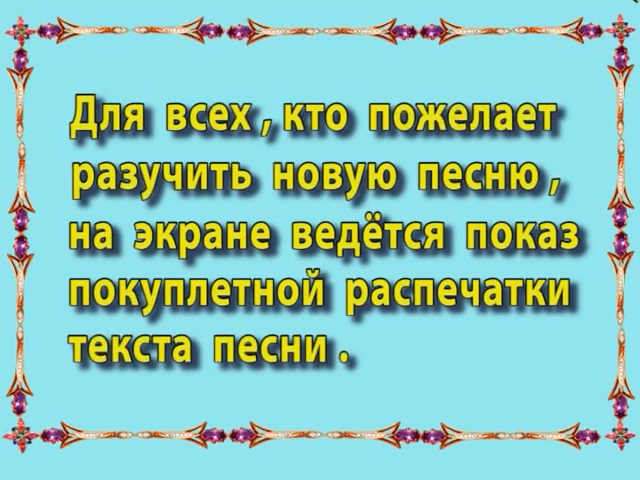 Для всех , кто пожелает
разучить новую песню ,
на экране ведётся показ
покуплетной распечатки
текста песни .